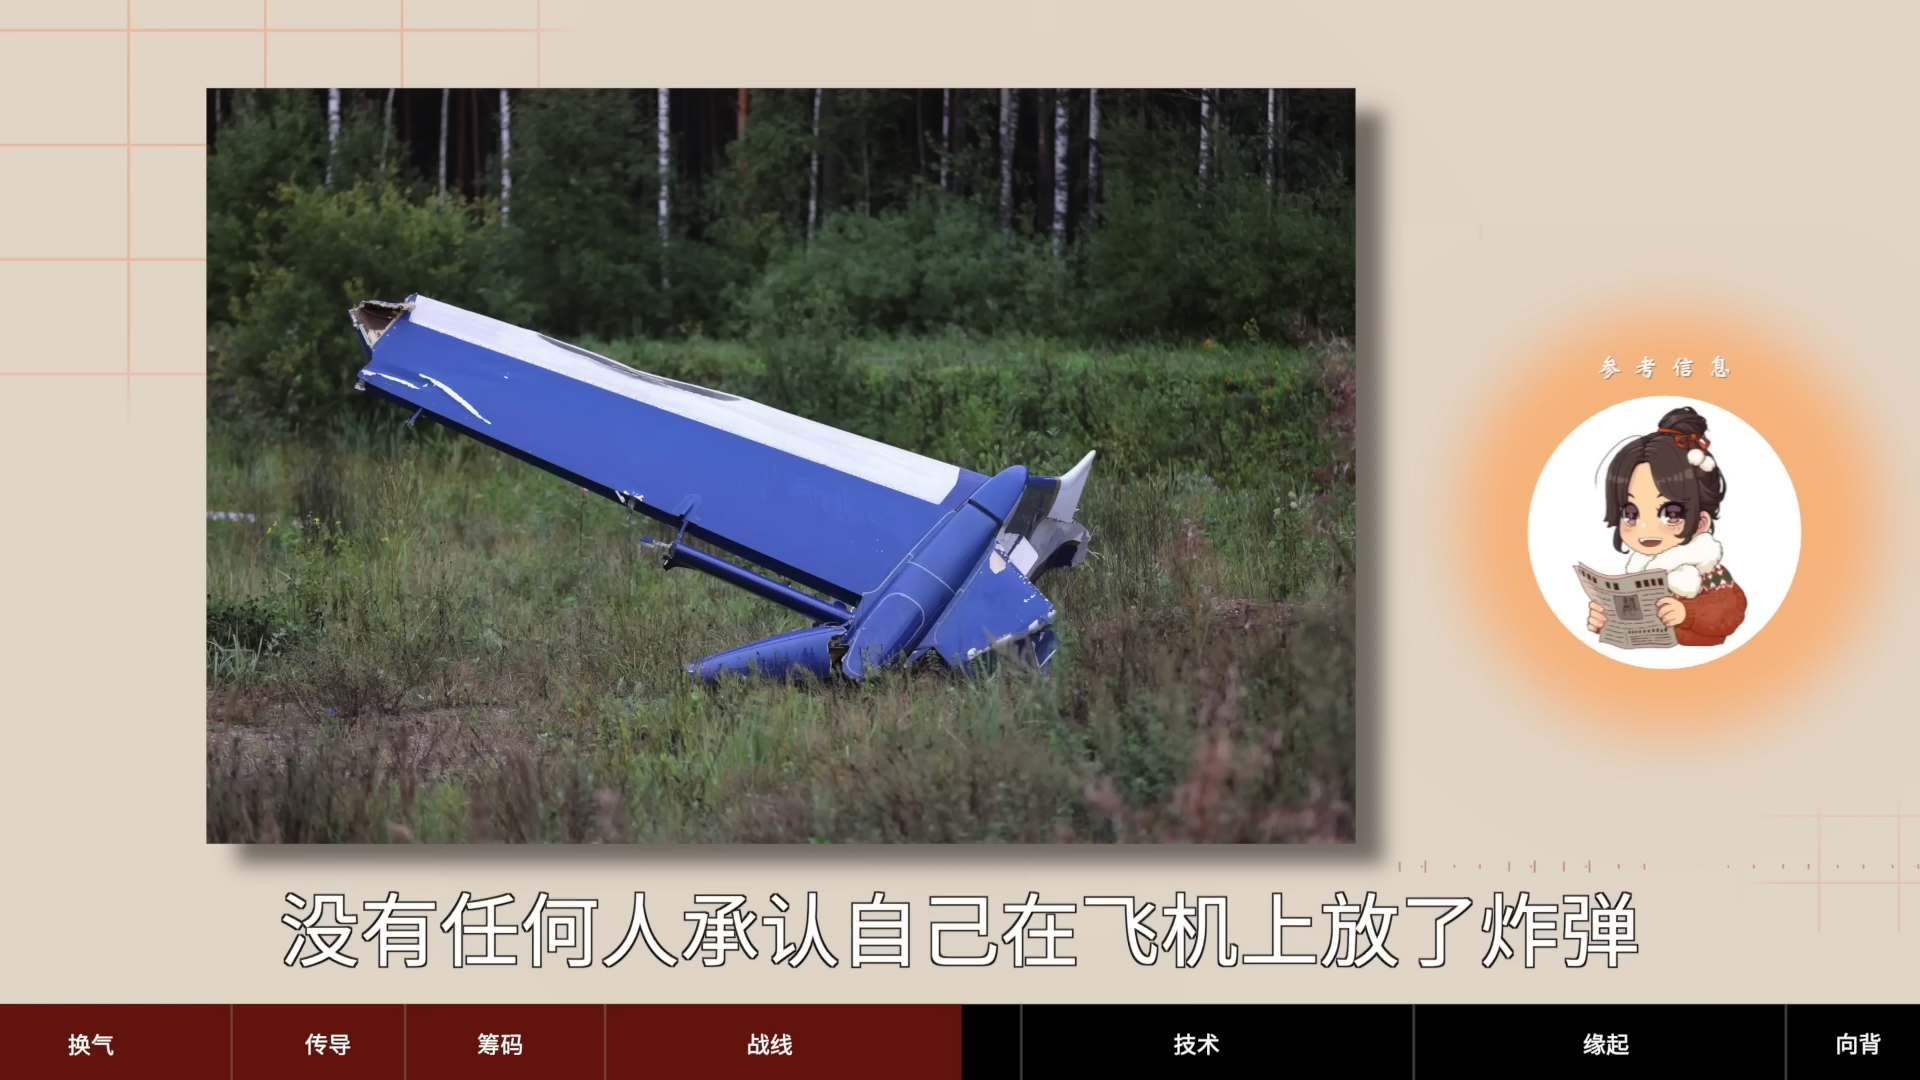 参考信息
没有任何人承认自己在飞机上放了炸弹
换气
传导
筹码
战线
技术
缘起
向背